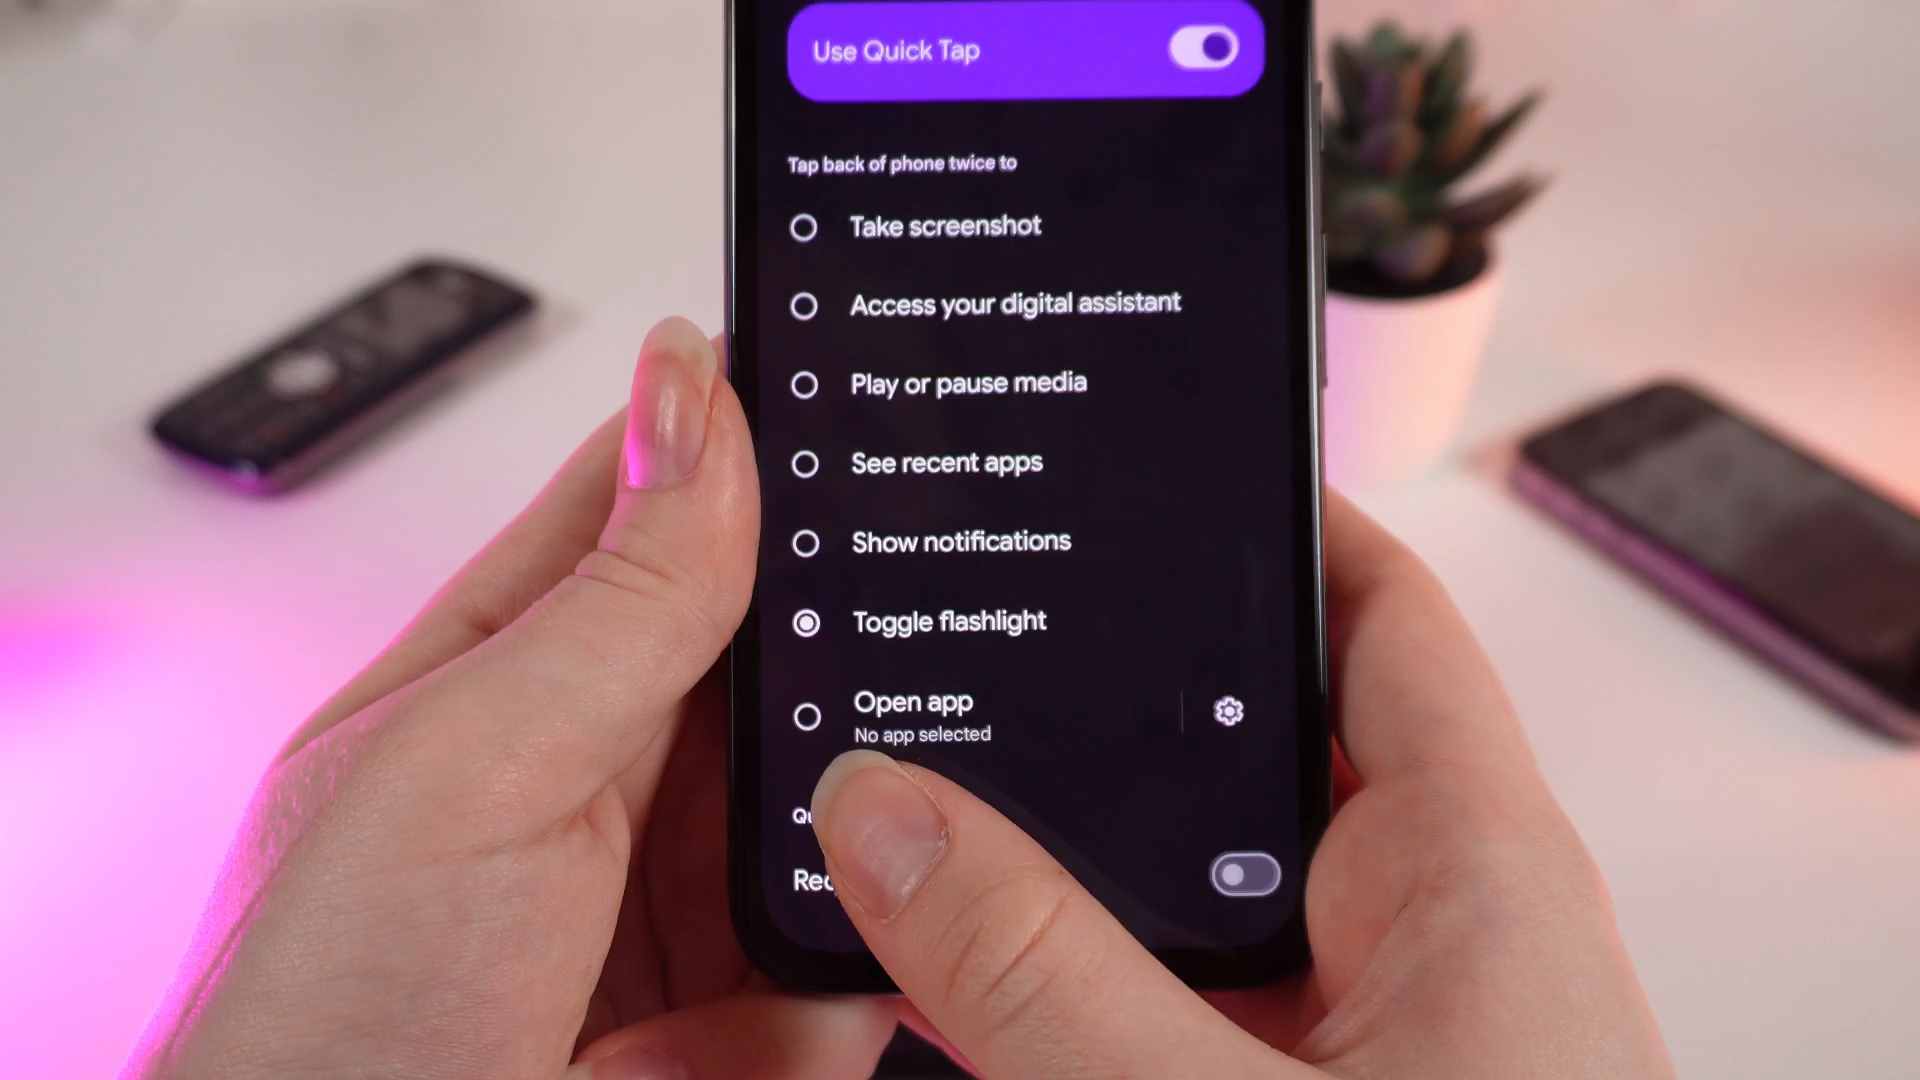 Use Quick Tap
Tap back of phone twice to
Take screenshot
Access your digital assistant
Play or pause media
See recent apps
Show notifications
Toggle flashlight
Open app
No app selected